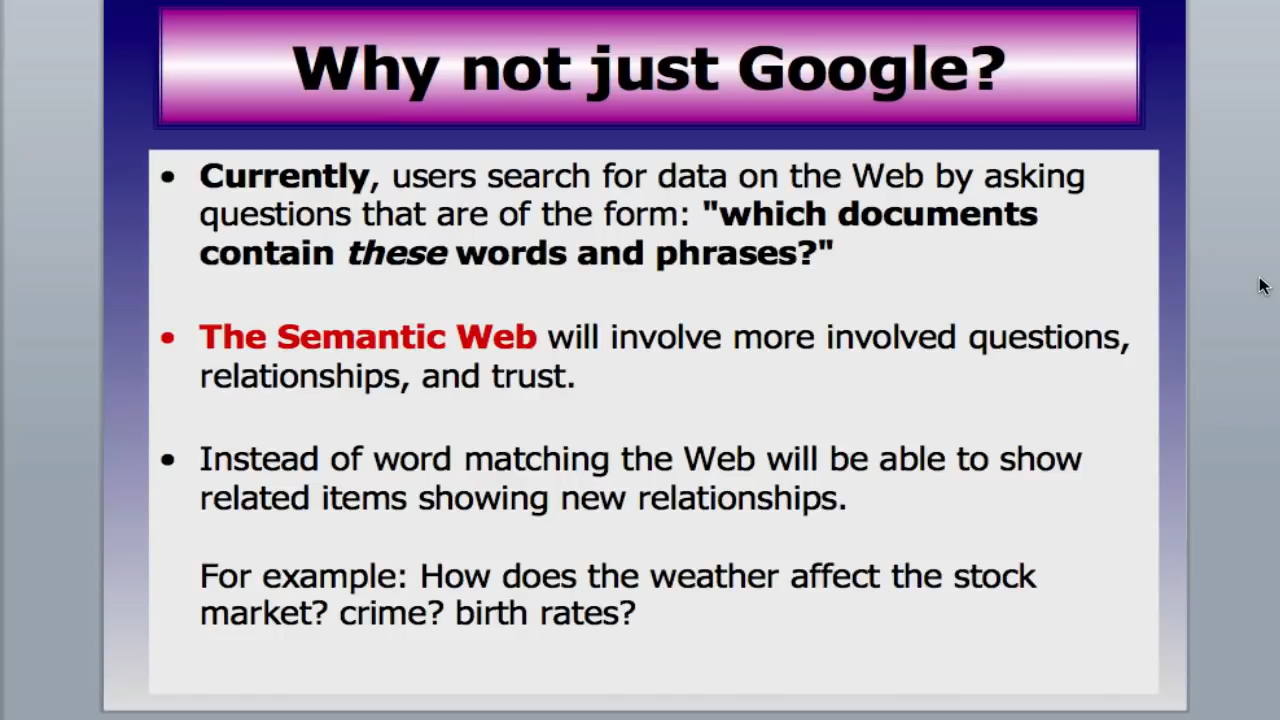 Why not just Google?
• Currently, users search for data on the Web by asking
questions that are of the form: "which documents
contain these words and phrases?"
• The Semantic Web will involve more involved questions,
relationships, and trust.
• Instead of word matching the Web will be able to show
related items showing new relationships.
For example: How does the weather affect the stock
market? crime? birth rates?